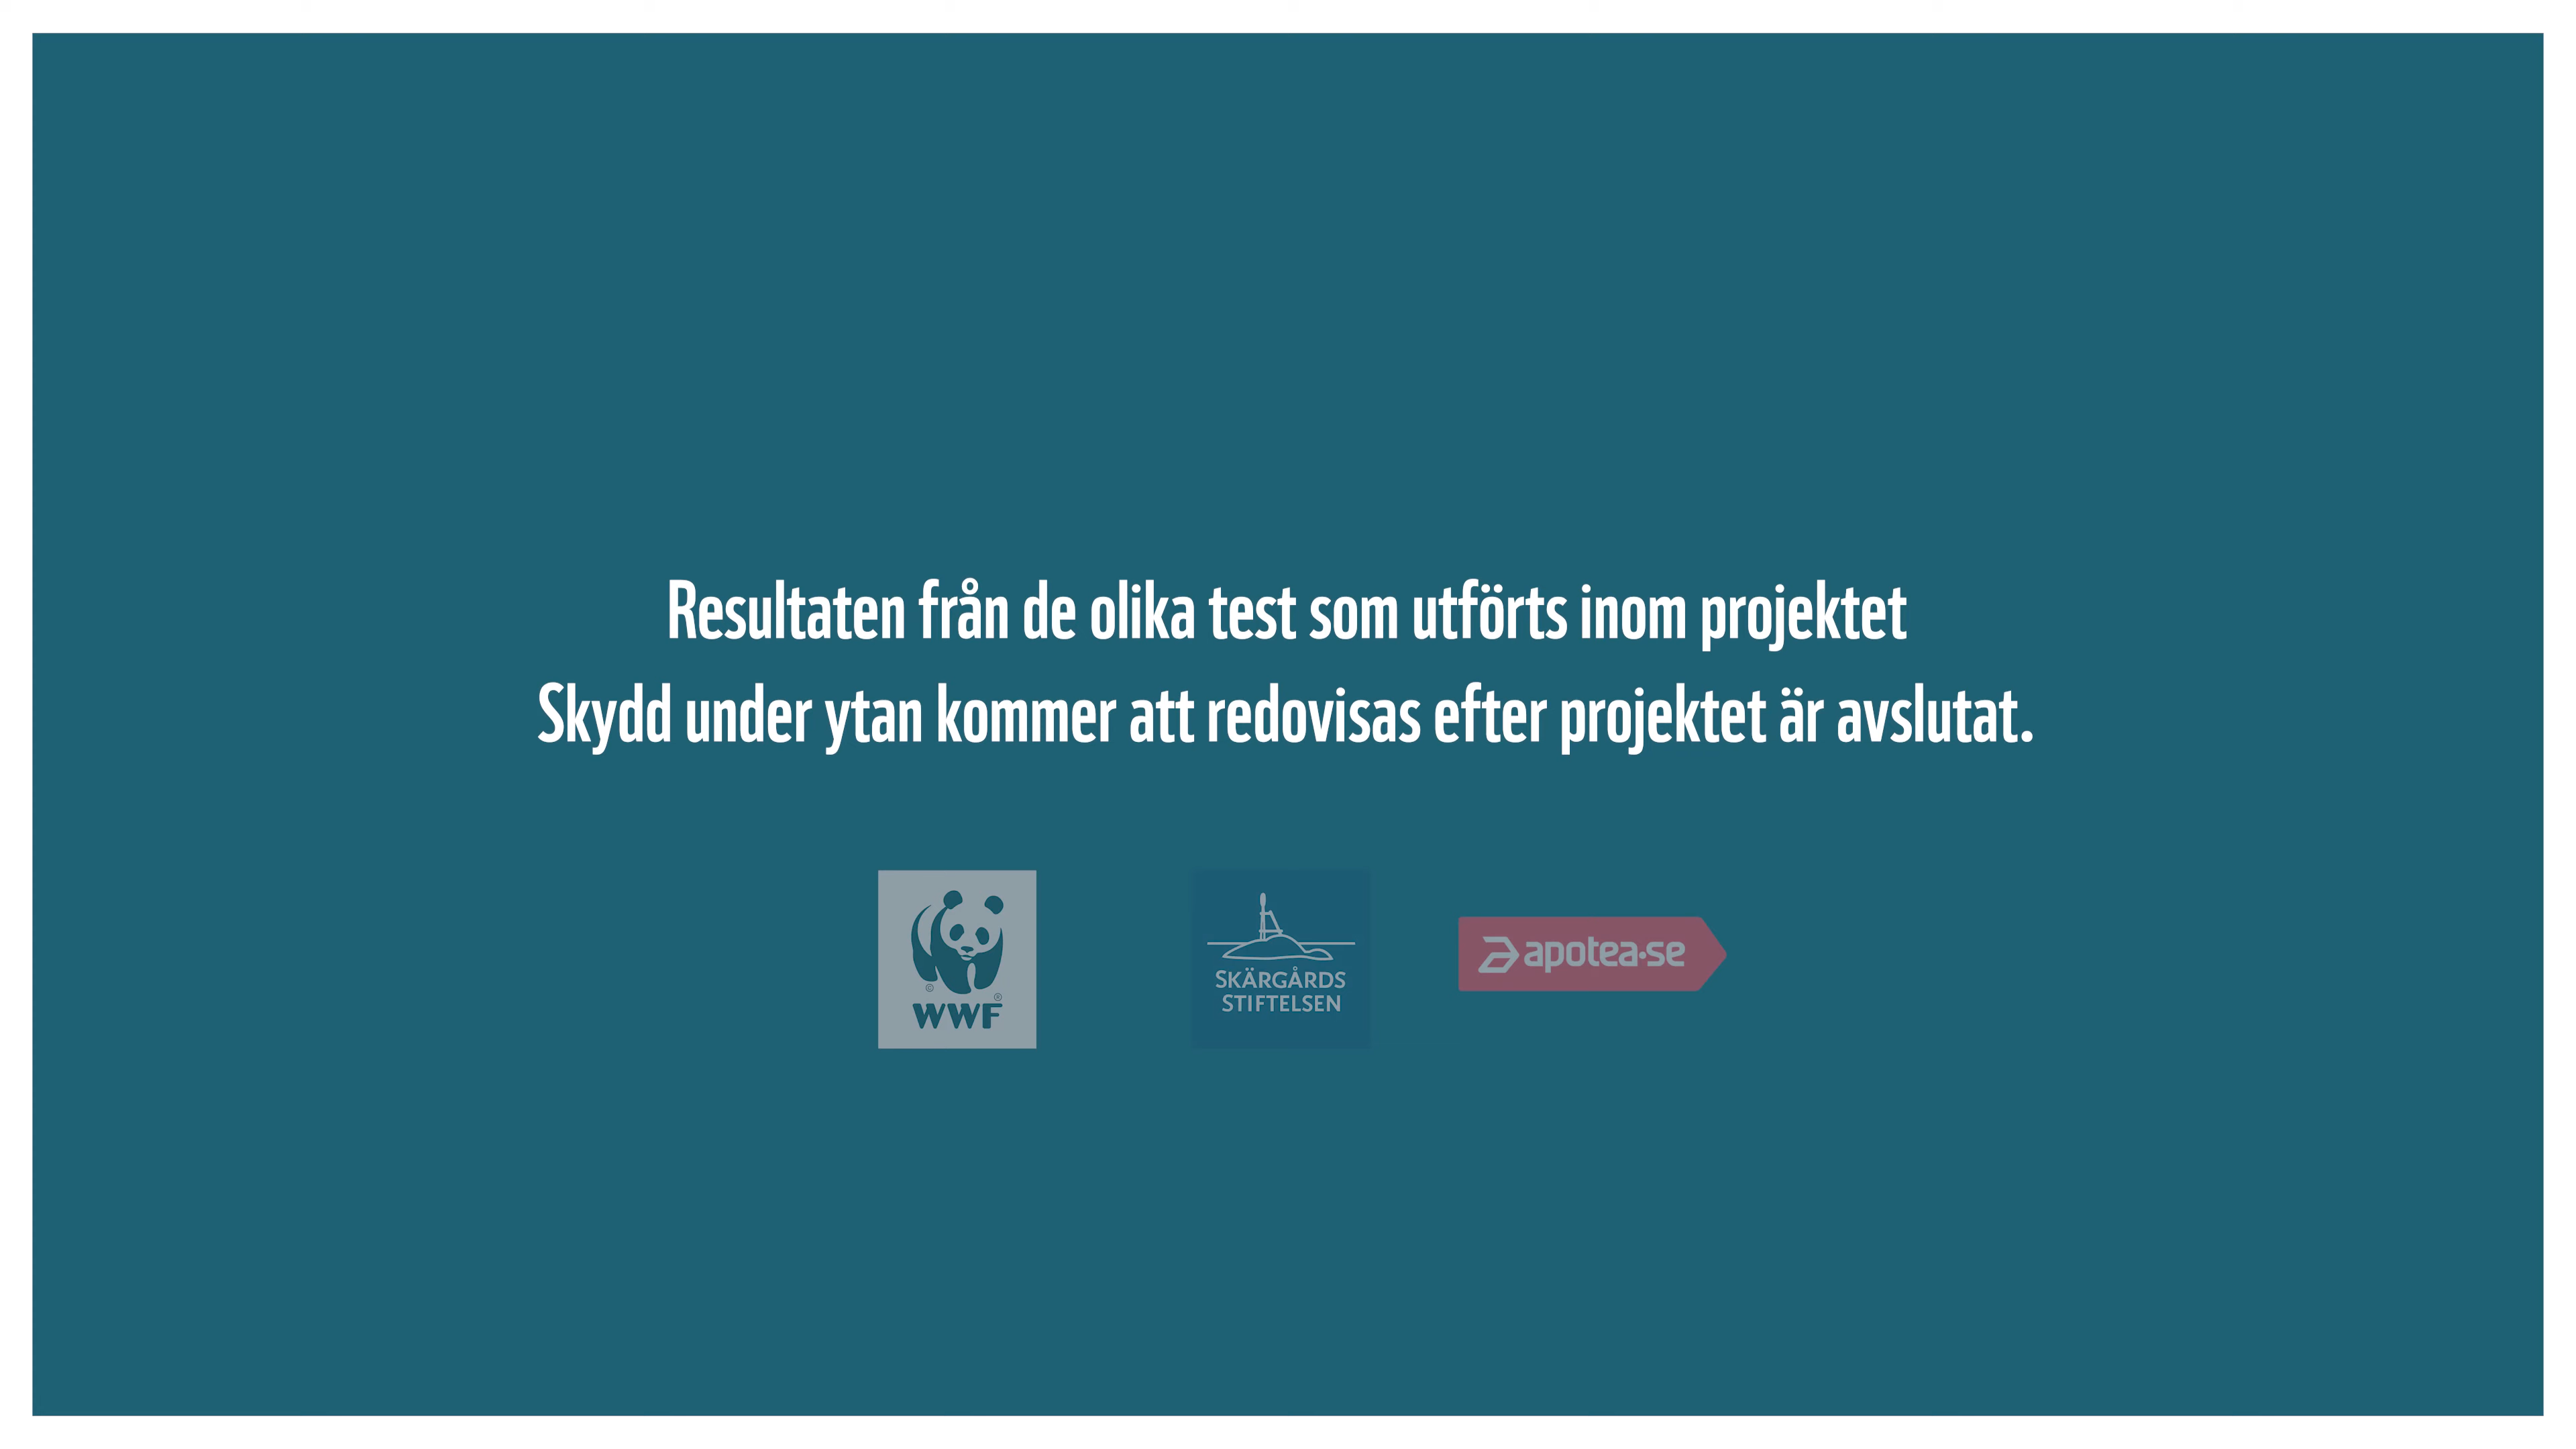 Resultaten från de olika test som utförts inom projektet
Skydd under ytan kommer att redovisas efter projektet är avslutat.
© ®
WWF
SKÄRGÅRDS
STIFTELSEN
apotea.se